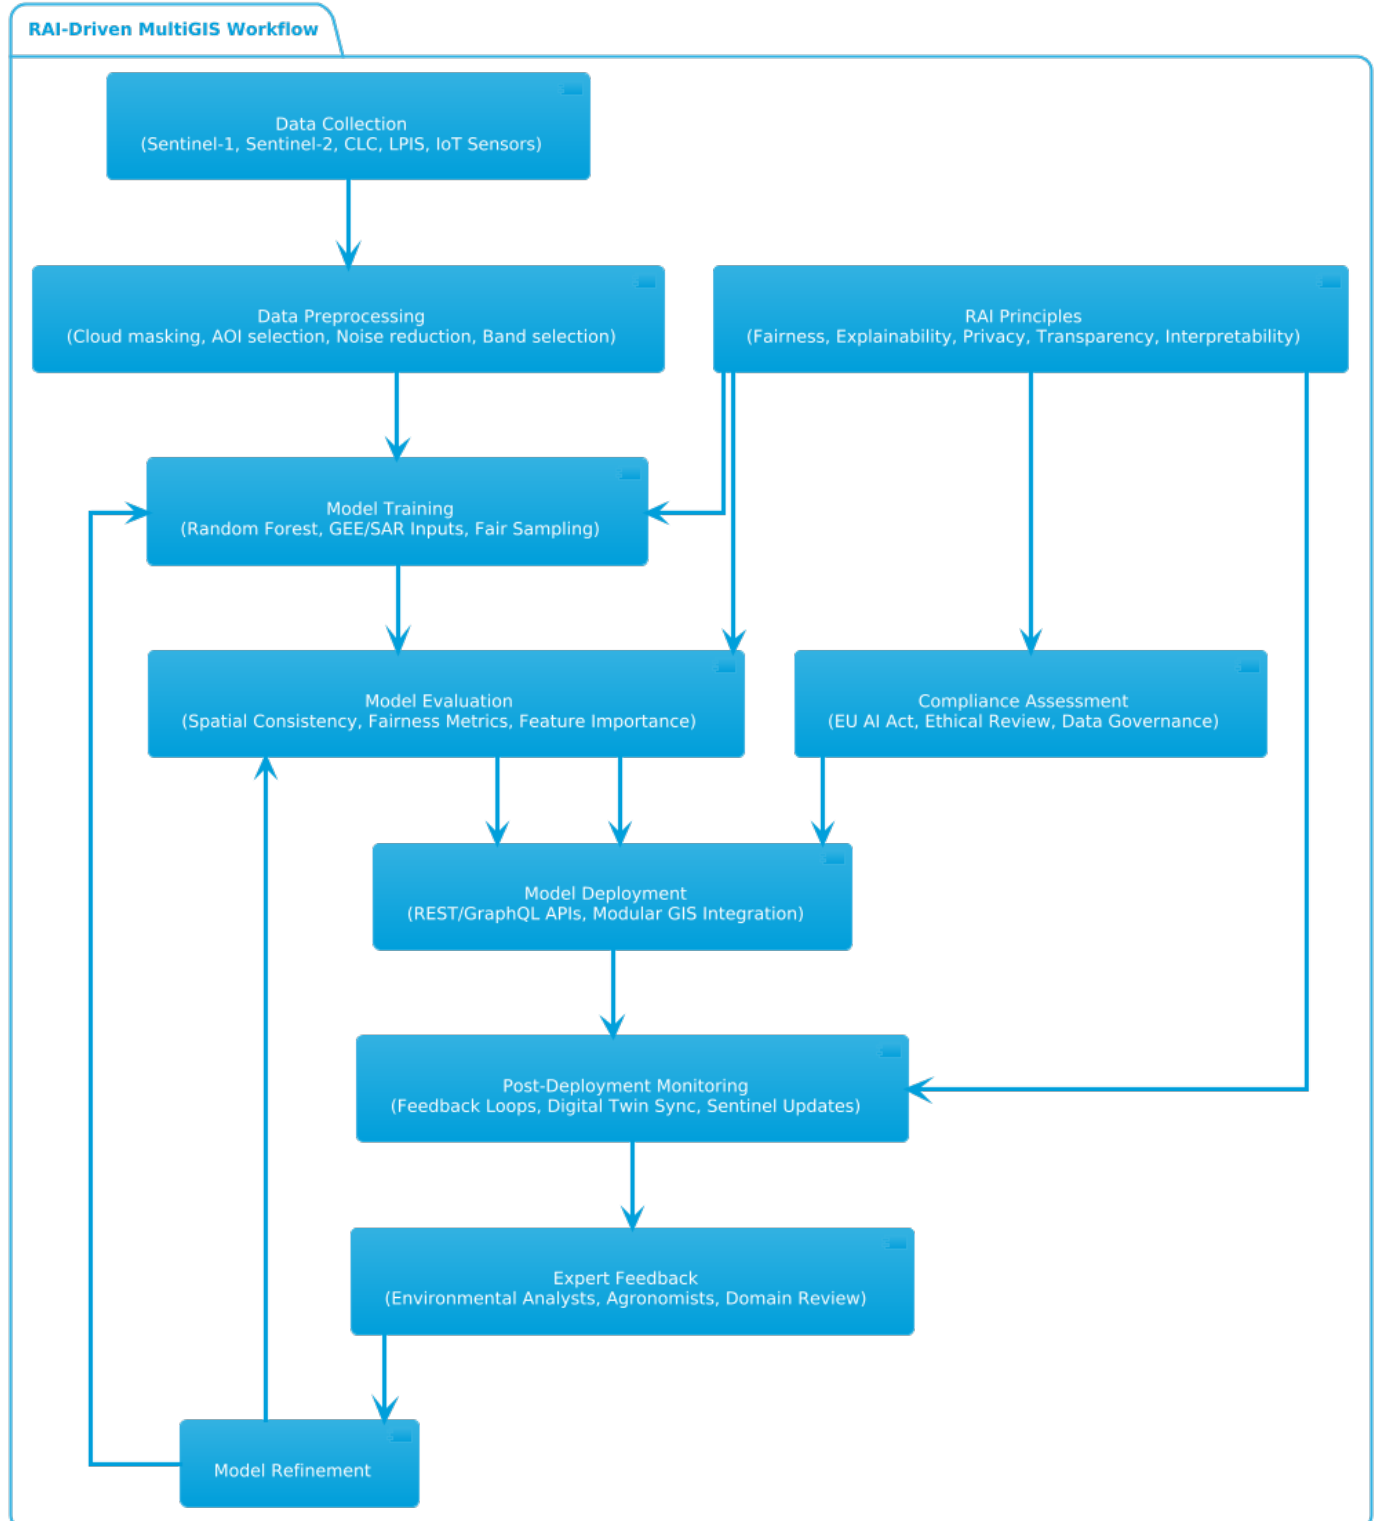 RAI-Driven MultiGIS Workflow
Data Collection
(Sentinel-1, Sentinel-2, CLC, LPIS, IoT Sensors)
Data Preprocessing
(Cloud masking, AOI selection, Noise reduction, Band selection)
RAI Principles
(Fairness, Explainability, Privacy, Transparency, Interpretability)
Model Training
(Random Forest, GEE/SAR Inputs, Fair Sampling)
Model Evaluation
(Spatial Consistency, Fairness Metrics, Feature Importance)
Compliance Assessment
(EU AI Act, Ethical Review, Data Governance)
Model Deployment
(REST/GraphQL APIs, Modular GIS Integration)
Post-Deployment Monitoring
(Feedback Loops, Digital Twin Sync, Sentinel Updates)
Expert Feedback
(Environmental Analysts, Agronomists, Domain Review)
Model Refinement